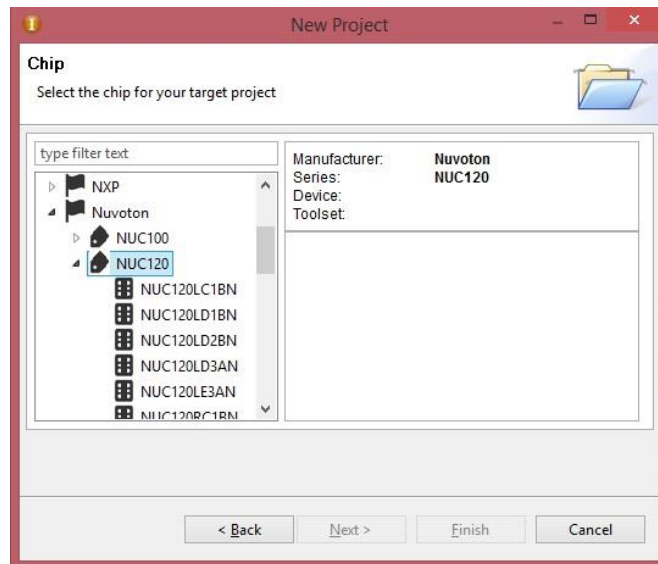 New Project
Chip
Select the chip for your target project
type filter text
NXP
Nuvoton
NUC100
NUC120
NUC120LC1BN
NUC120LD1BN
NUC120LD2BN
NUC120LD3AN
NUC120LE3AN
NUC120RC1BN
Manufacturer: Nuvoton
Series: NUC120
Device:
Toolset:
< Back Next > Finish Cancel